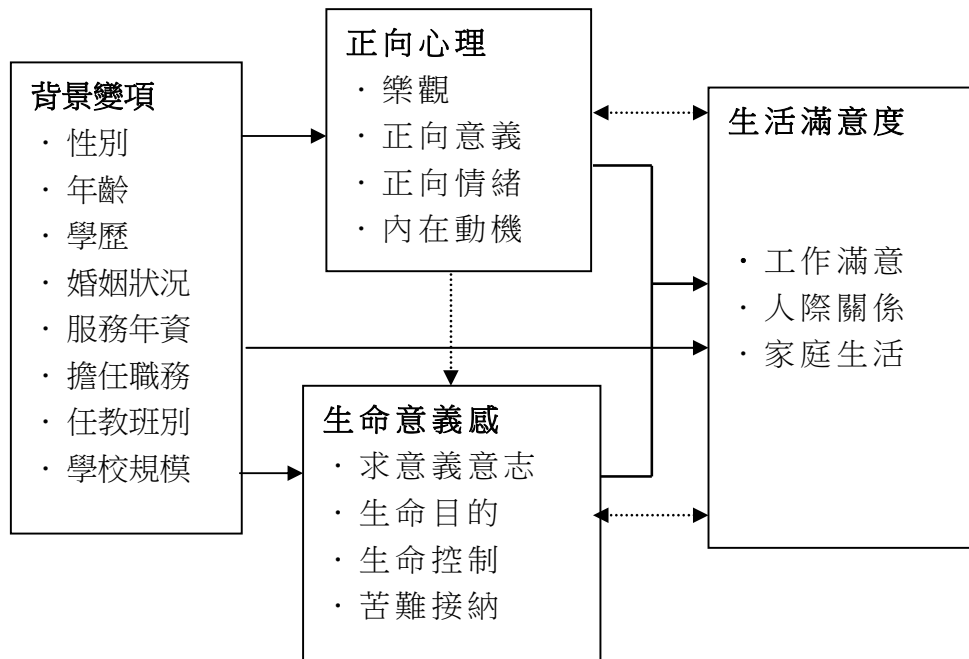 背景變項
．性別
．年齡
．學歷
．婚姻狀況
．服務年資
．擔任職務
．任教班別
．學校規模
正向心理
．樂觀
．正向意義
．正向情緒
．內在動機
生命意義感
．求意義意志
．生命目的
．生命控制
．苦難接納
生活滿意度
．工作滿意
．人際關係
．家庭生活